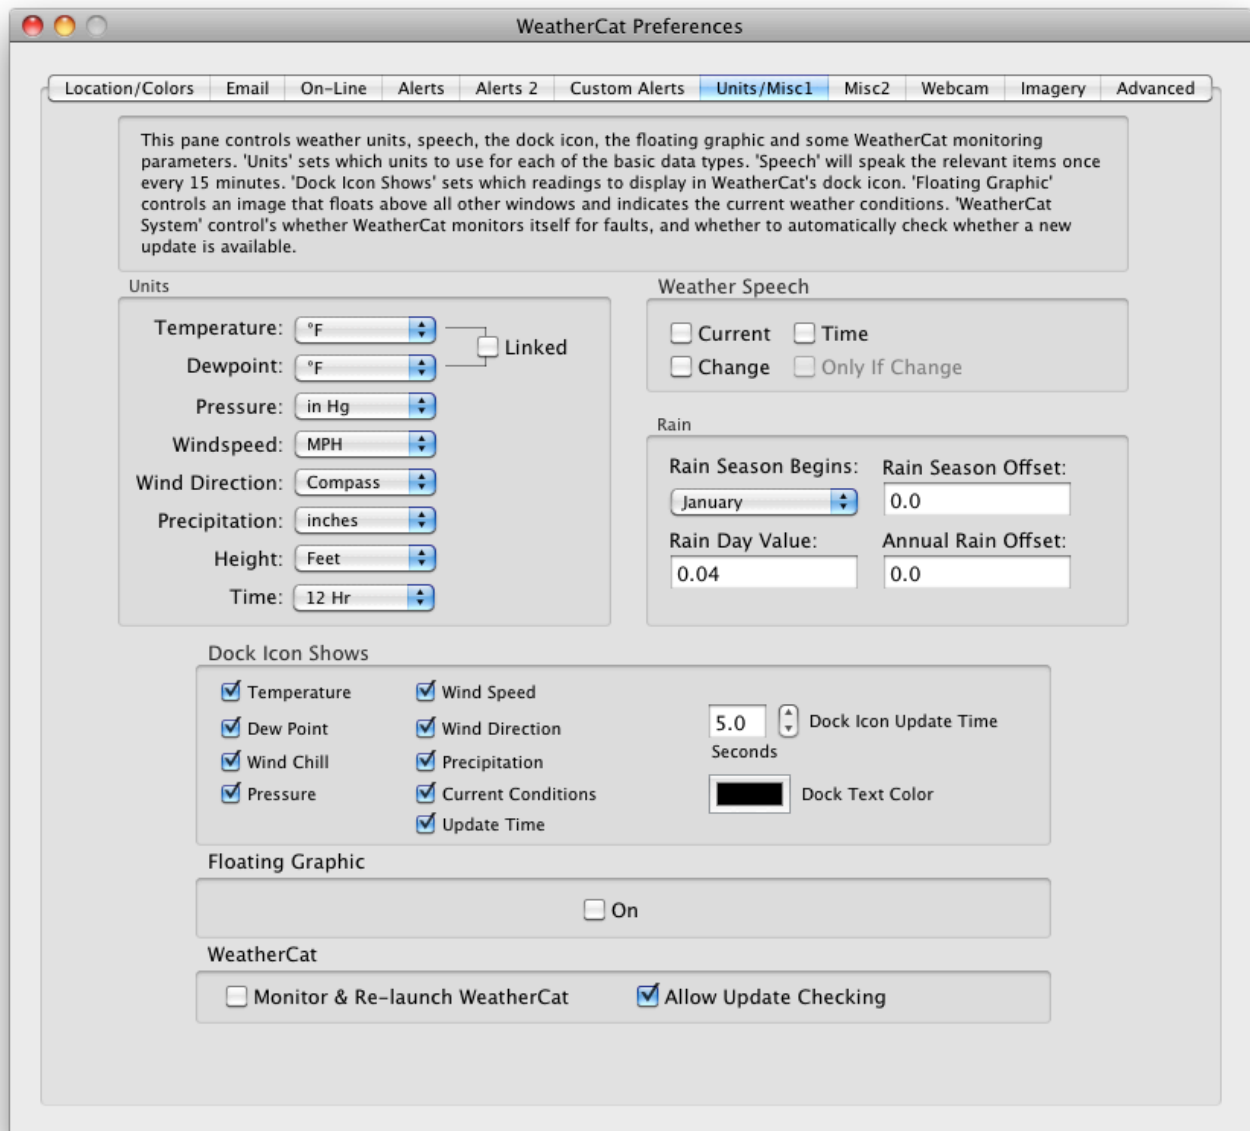 WeatherCat Preferences
Location/Colors Email On-Line Alerts Alerts 2 Custom Alerts Units/Misc1 Misc2 Webcam Imagery Advanced
This pane controls weather units, speech, the dock icon, the floating graphic and some WeatherCat monitoring
parameters. 'Units' sets which units to use for each of the basic data types. 'Speech' will speak the relevant items once
every 15 minutes. 'Dock Icon Shows' sets which readings to display in WeatherCat's dock icon. 'Floating Graphic'
controls an image that floats above all other windows and indicates the current weather conditions. 'WeatherCat
System' control's whether WeatherCat monitors itself for faults, and whether to automatically check whether a new
update is available.
Units
Temperature: °F
Linked
Dewpoint: °F
Pressure: in Hg
Windspeed: MPH
Wind Direction: Compass
Precipitation: inches
Height: Feet
Time: 12 Hr
Weather Speech
Current Time
Change Only If Change
Rain
Rain Season Begins: Rain Season Offset:
January 0.0
Rain Day Value: Annual Rain Offset:
0.04 0.0
Dock Icon Shows
Temperature Wind Speed
Dew Point Wind Direction
Wind Chill Precipitation
Pressure Current Conditions
Update Time
5.0 Dock Icon Update Time
Seconds
Dock Text Color
Floating Graphic
On
WeatherCat
Monitor & Re-launch WeatherCat Allow Update Checking